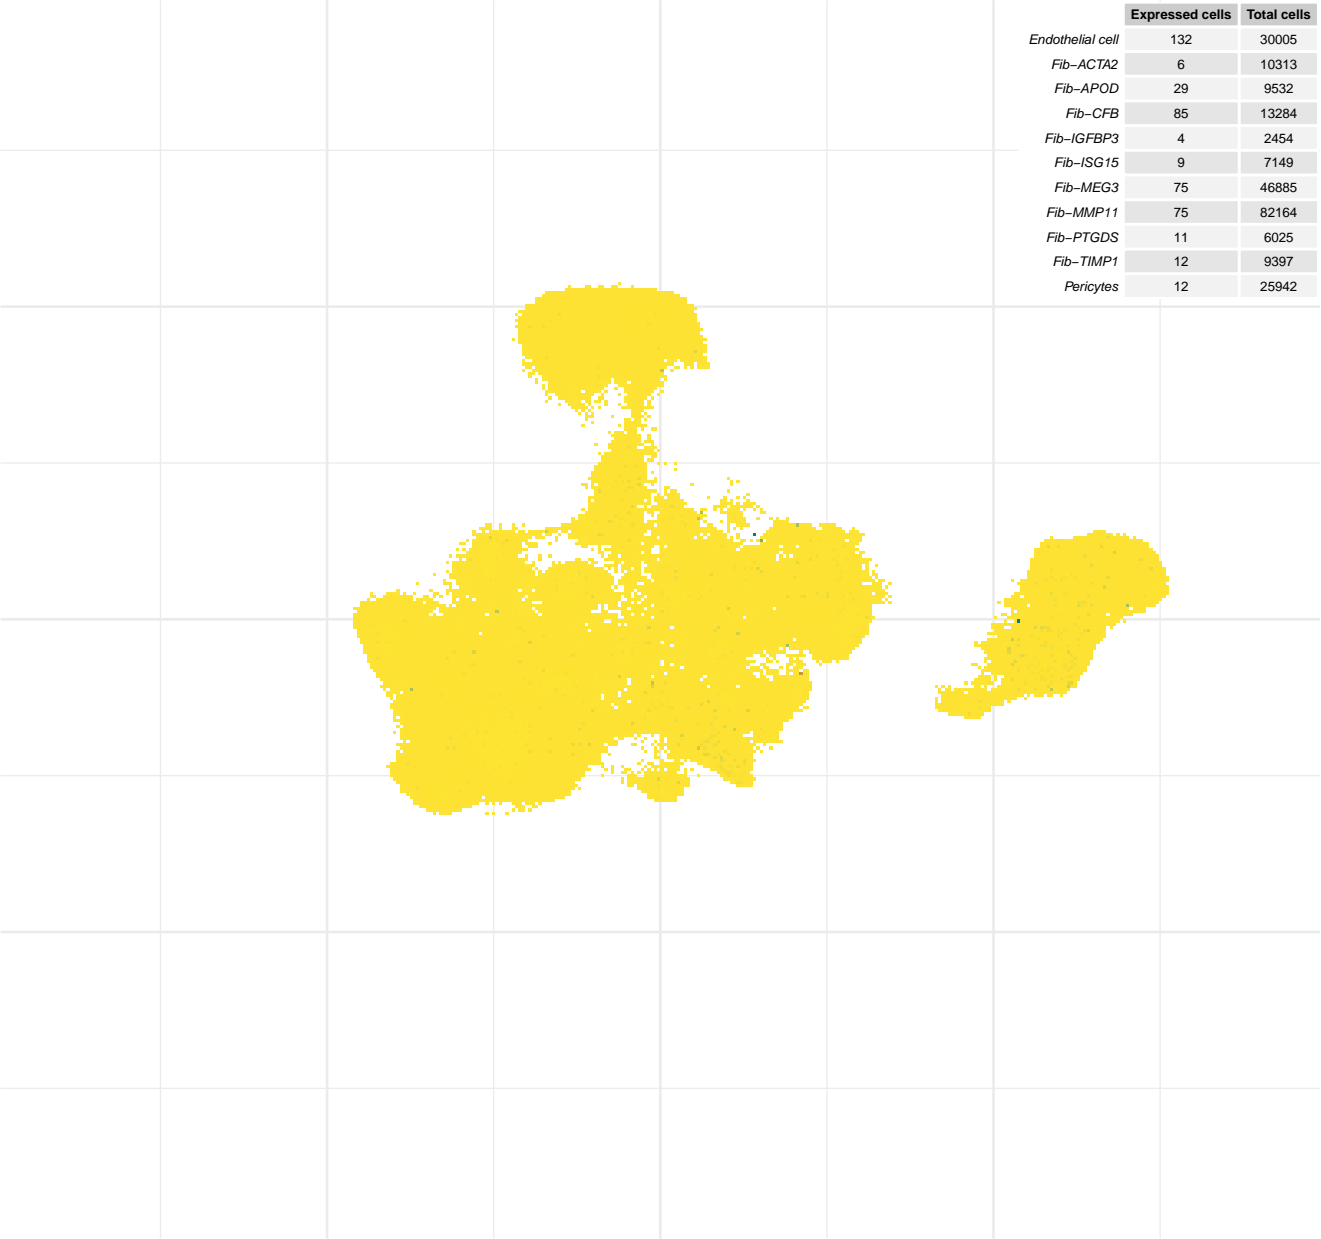 Expressed cells Total cells
Endothelial cell 132 30005
Fib−ACTA2 6 10313
Fib−APOD 29 9532
Fib−CFB 85 13284
Fib−IGFBP3 4 2454
Fib−ISG15 9 7149
Fib−MEG3 75 46885
Fib−MMP11 75 82164
Fib−PTGDS 11 6025
Fib−TIMP1 12 9397
Pericytes 12 25942